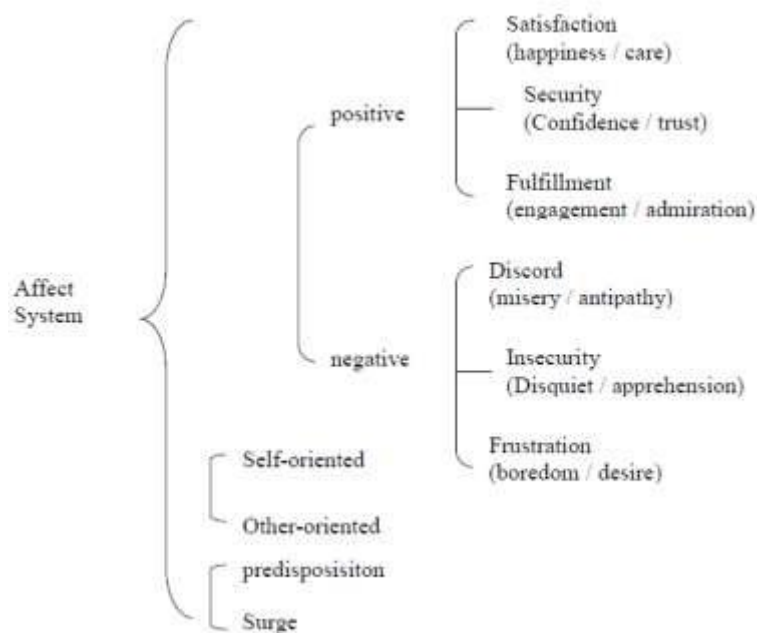 Satisfaction
(happiness / care)
Security
(Confidence / trust)
positive
Fulfillment
(engagement / admiration)
Discord
(misery / antipathy)
Affect
System
negative
Insecurity
(Disquiet / apprehension)
Frustration
(boredom / desire)
Self-oriented
Other-oriented
predisposisiton
Surge